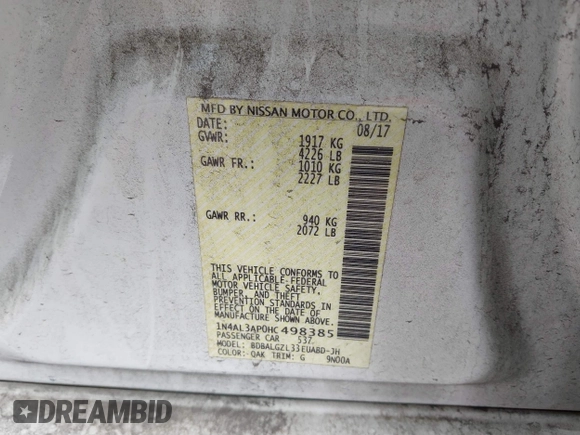 MFD BY NISSAN MOTOR CO., LTD.
DATE: 08/17
GVWR: 1917 KG
4226 LB
GAWR FR.: 1010 KG
2227 LB
GAWR RR.: 940 KG
2072 LB
THIS VEHICLE CONFORMS TO
ALL APPLICABLE FEDERAL
MOTOR VEHICLE SAFETY,
BUMPER, AND THEFT
PREVENTION STANDARDS IN
EFFECT ON THE DATE OF
MANUFACTURE SHOWN ABOVE.
1N4AL3AP0HC498385
PASSENGER CAR 537
MODEL: BDBALGZL33EUABD-JH
COLOR: QAK TRIM: G 9N00A
DREAMBID